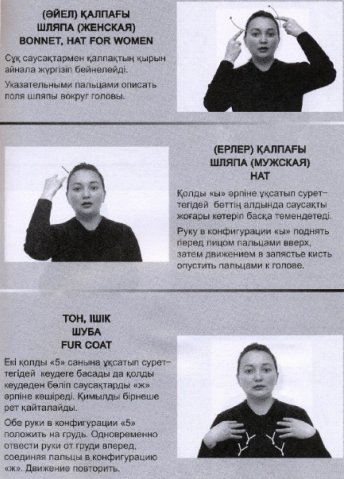 (ӘЙЕЛ) ҚАЛПАҒЫ
ШЛЯПА (ЖЕНСКАЯ)
BONNET, HAT FOR WOMEN
Сұқ саусақтармен қалпақтың қырын
айнала жүргізіп бейнелейді.
Указательными пальцами описать
поля шляпы вокруг головы.
(ЕРЛЕР) ҚАЛПАҒЫ
ШЛЯПА (МУЖСКАЯ)
HAT
Қолды «ы» әрпіне ұқсатып сурет-
тегідей беттің алдында саусақты
жоғары көтеріп басқа төмендетеді.
Руку в конфигурации «ы» поднять
перед лицом пальцами вверх,
затем движением в запястье кисть
опустить пальцами к голове.
ТОН, ІШІК
ШУБА
FUR COAT
Екі қолды «5» санына ұқсатып сурет-
тегідей кеудеге басады да қолды
кеудеден бөліп саусақтарды «ж»
әрпіне көшіреді. Қимылды бірнеше
рет қайталайды.
Обе руки в конфигурации «5»
положить на грудь. Одновременно
отвести руки от груди вперед,
соединяя пальцы в конфигурацию
«ж». Движение повторить.